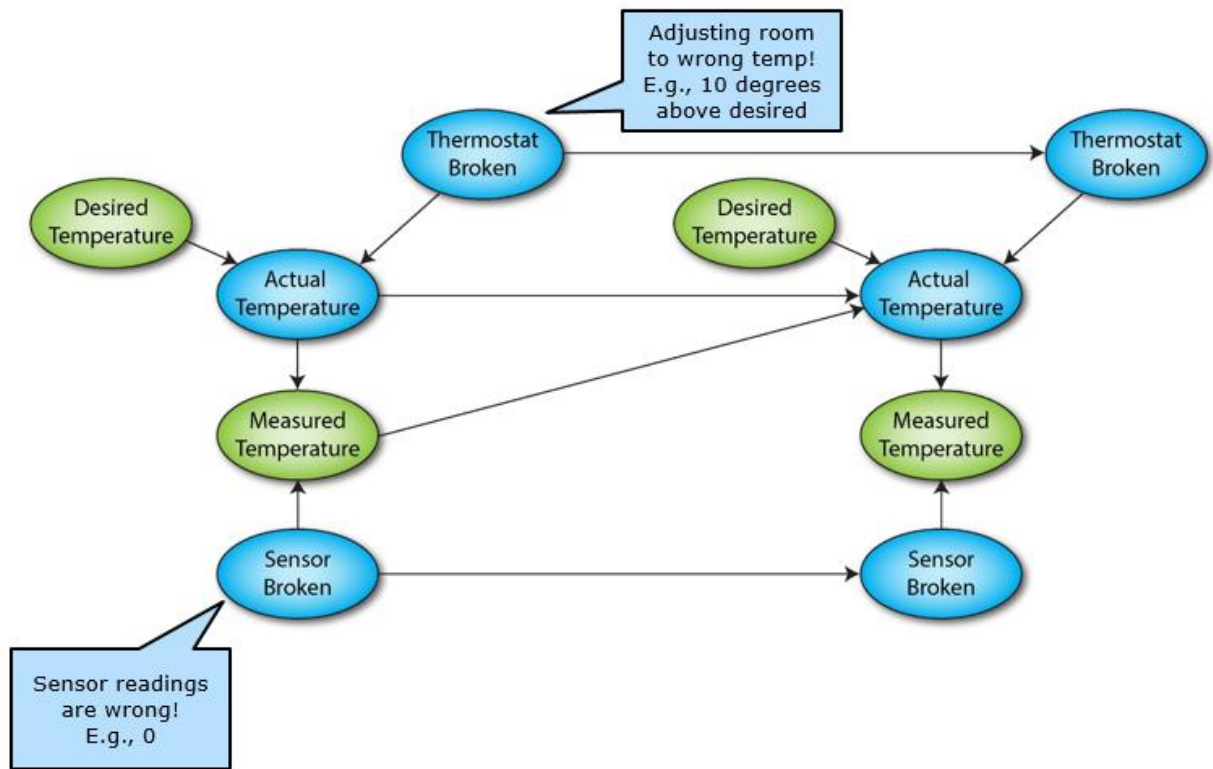 Adjusting room
to wrong temp!
E.g., 10 degrees
above desired
Thermostat
Broken
Thermostat
Broken
Desired
Temperature
Desired
Temperature
Actual
Temperature
Actual
Temperature
Measured
Temperature
Measured
Temperature
Sensor
Broken
Sensor
Broken
Sensor readings
are wrong!
E.g., 0